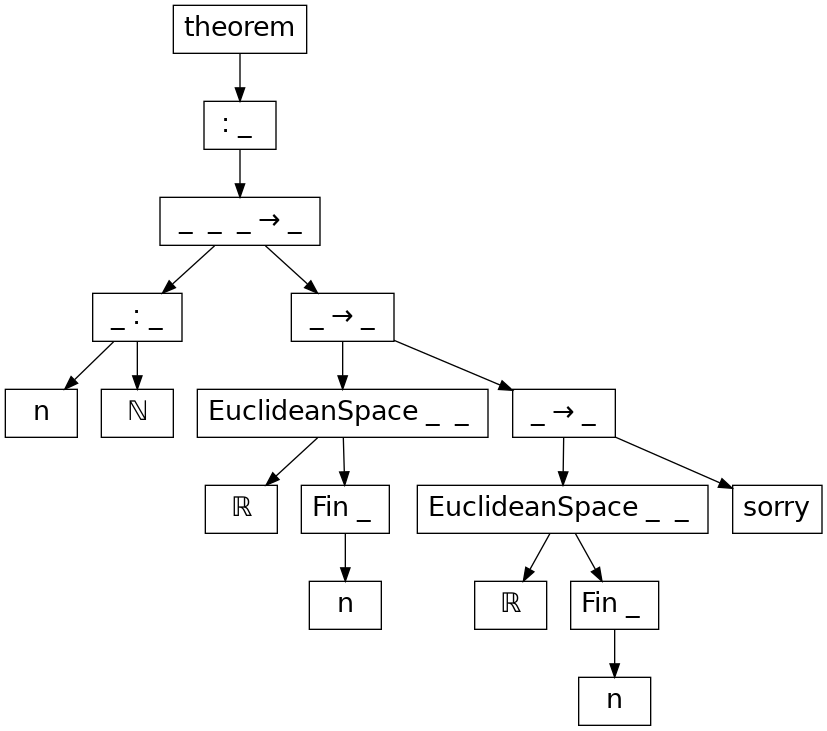 theorem
: _
_ _ _ → _
_ : _
_ → _
n
ℕ
EuclideanSpace _ _
_ → _
ℝ
Fin _
EuclideanSpace _ _
sorry
n
ℝ
Fin _
n